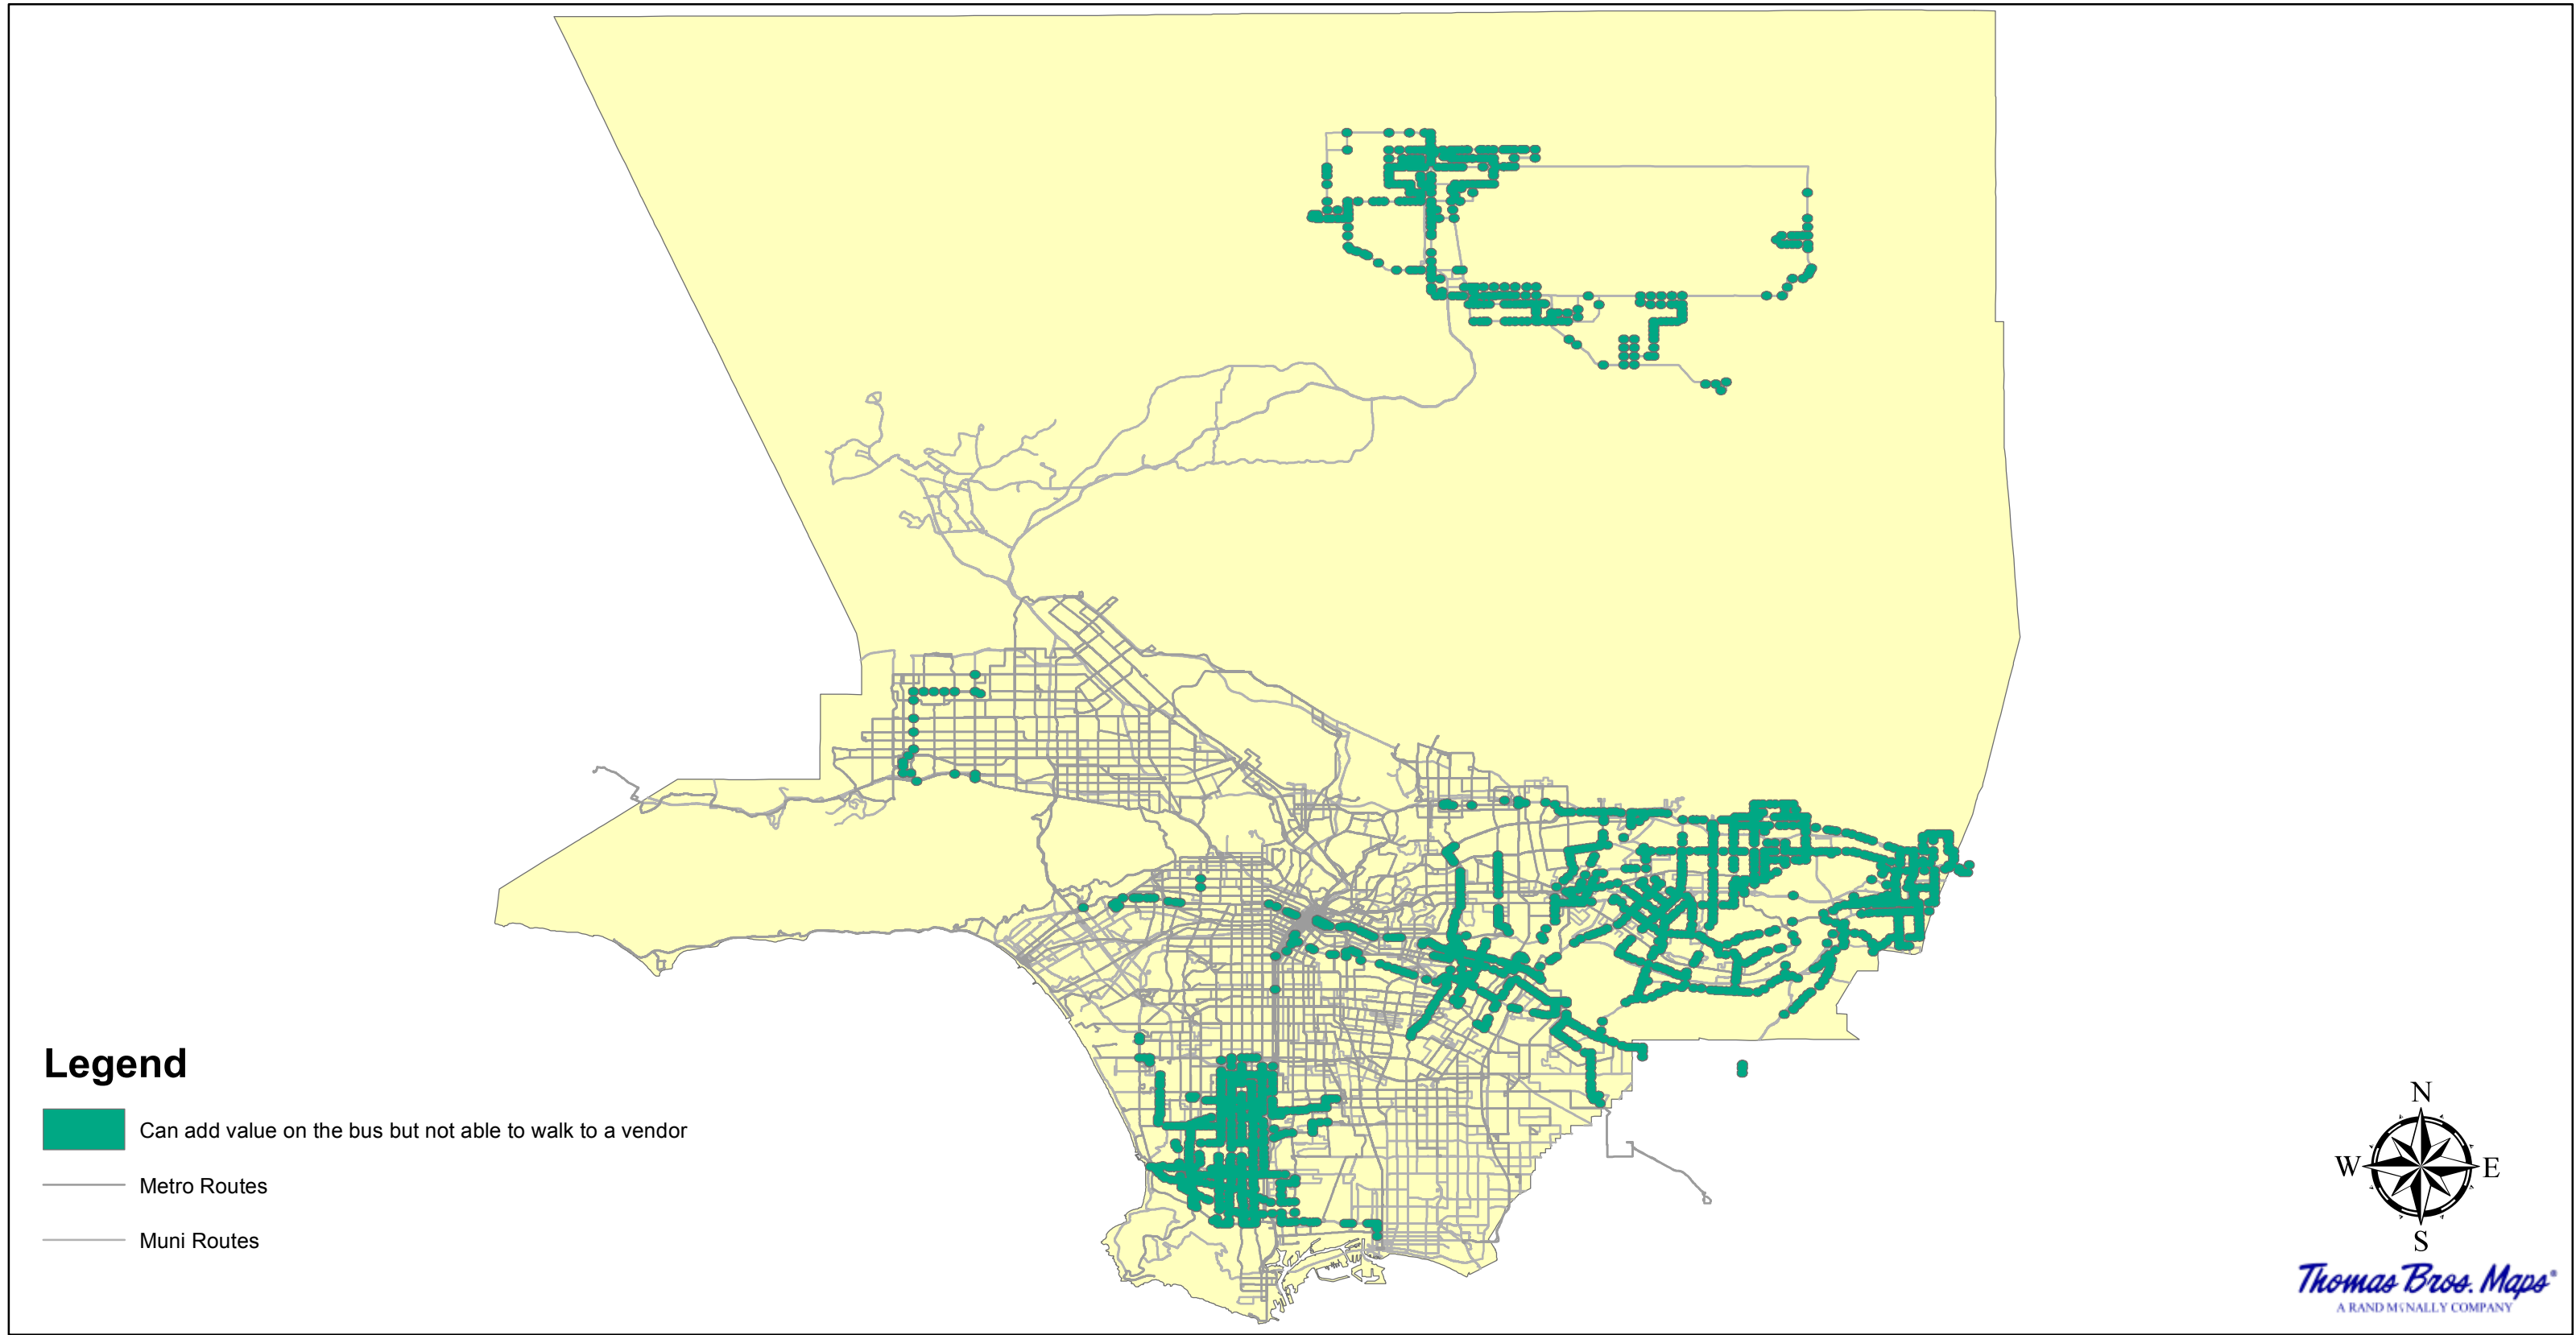 Legend
Can add value on the bus but not able to walk to a vendor
Metro Routes
Muni Routes
N
W
E
S
Thomas Bros. Maps®
A RAND McNALLY COMPANY